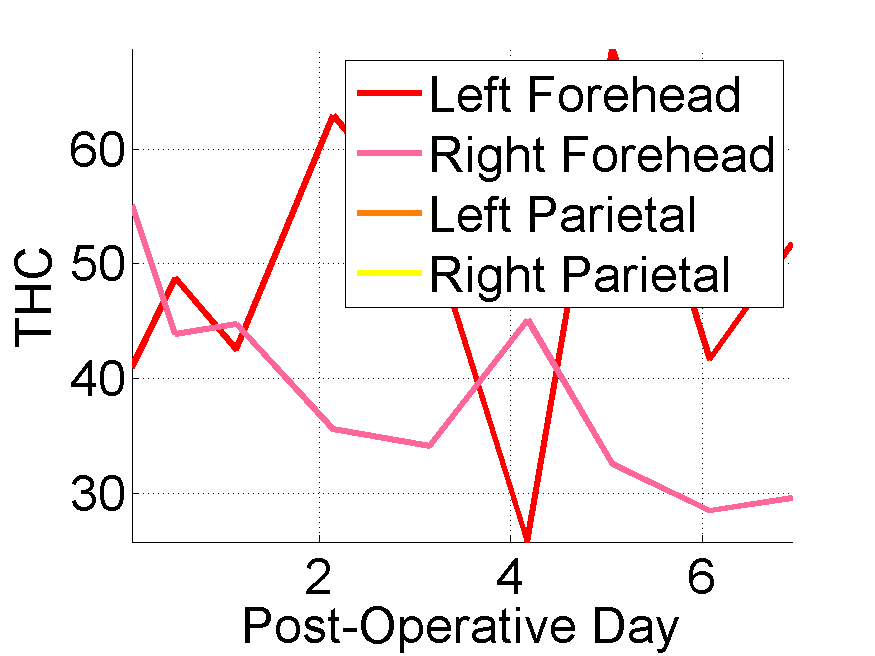 Left Forehead
Right Forehead
Left Parietal
Right Parietal
60
50
40
30
THC
2 4 6
Post-Operative Day